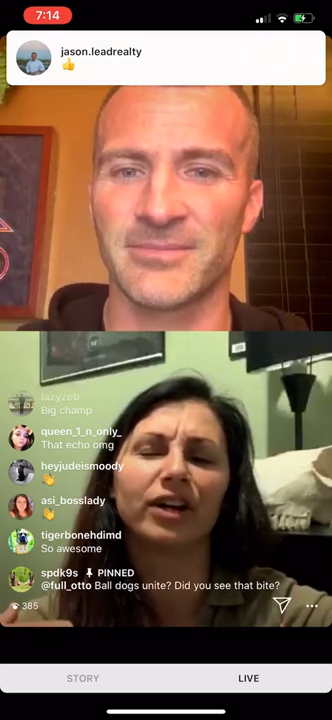 7:14
jason.leadrealty
👍
lazyzeb
Big champ
queen_1_n_only_
That echo omg
heyjudeismoody
👋
asi_bosslady
👋
tigerbonehdimd
So awesome
spdk9s 📌 PINNED
@full_otto Ball dogs unite? Did you see that bite?
385
STORY
LIVE